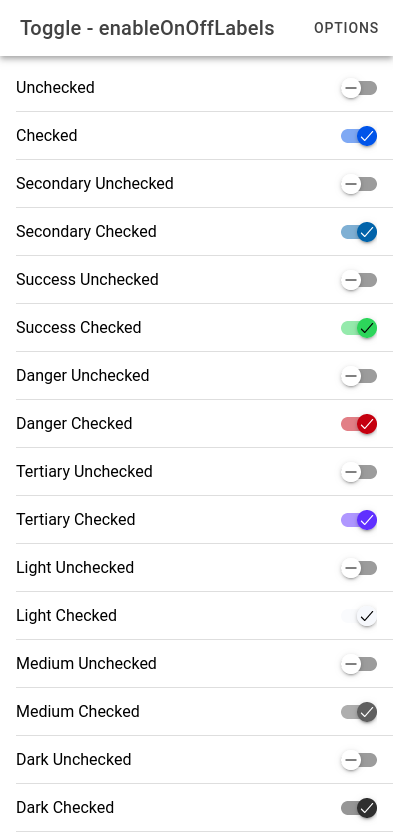 Toggle - enableOnOffLabels OPTIONS
Unchecked
Checked
Secondary Unchecked
Secondary Checked
Success Unchecked
Success Checked
Danger Unchecked
Danger Checked
Tertiary Unchecked
Tertiary Checked
Light Unchecked
Light Checked
Medium Unchecked
Medium Checked
Dark Unchecked
Dark Checked